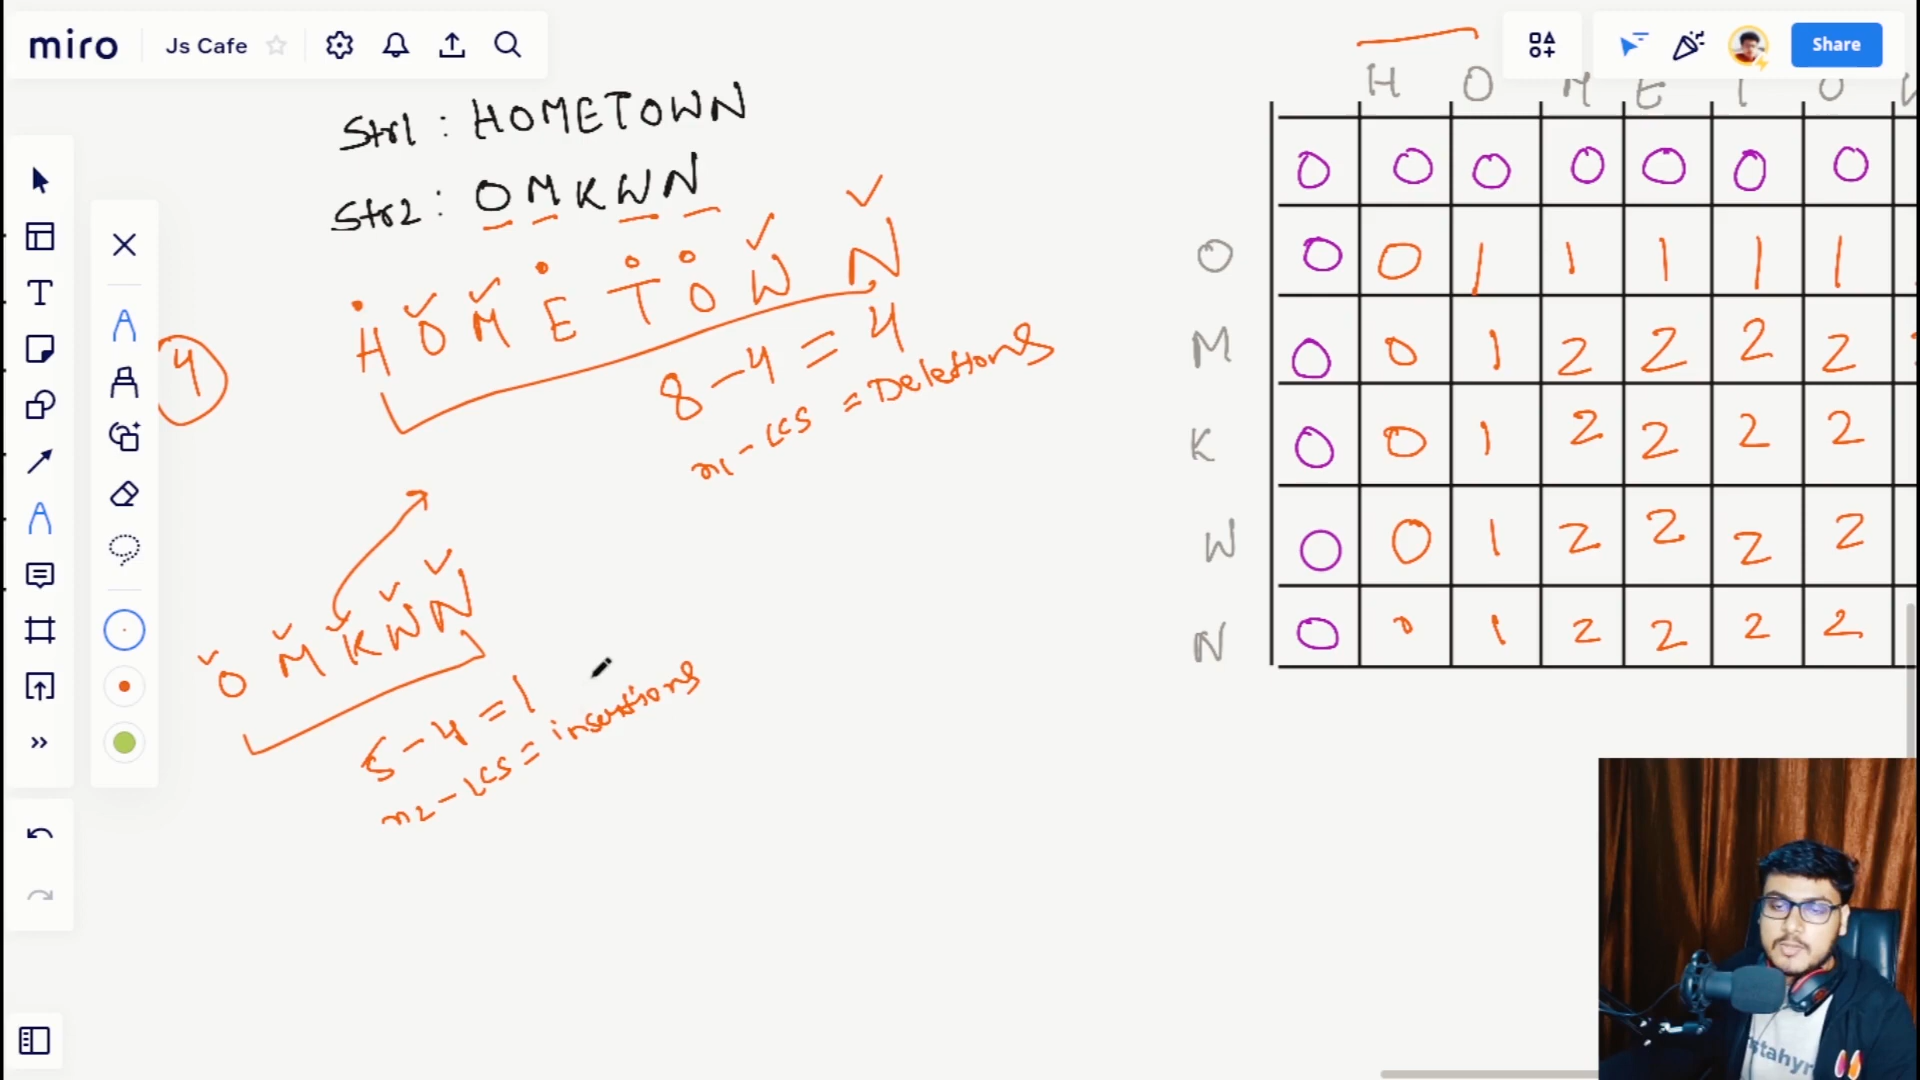 miro
Js Cafe
Share
Str1 : HOMETOWN
Str2 : OMKWN
HOMETOWN
8-4=4
n1-LCS = Deletions
4
OMKWN
5-4=1
n2-LCS = insertions
H O M E T O W
0 0 0 0 0 0 0
O 0 0 1 1 1 1 1
M 0 0 1 2 2 2 2
K 0 0 1 2 2 2 2
W 0 0 1 2 2 2 2
N 0 0 1 2 2 2 2
stahyr